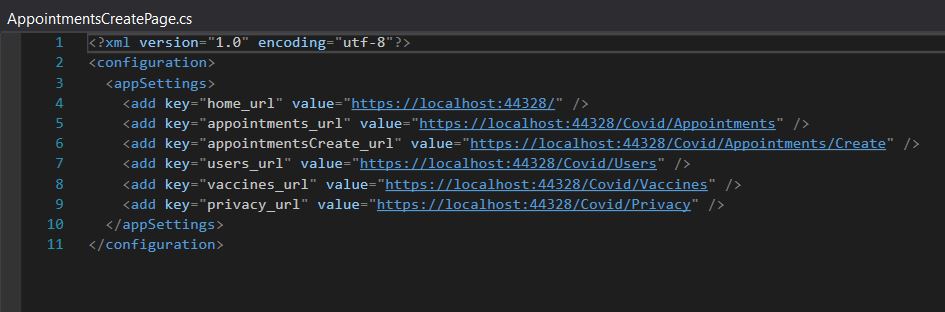 AppointmentsCreatePage.cs
1 <?xml version="1.0" encoding="utf-8"?>
2 <configuration>
3 <appSettings>
4 <add key="home_url" value="https://localhost:44328/" />
5 <add key="appointments_url" value="https://localhost:44328/Covid/Appointments" />
6 <add key="appointmentsCreate_url" value="https://localhost:44328/Covid/Appointments/Create" />
7 <add key="users_url" value="https://localhost:44328/Covid/Users" />
8 <add key="vaccines_url" value="https://localhost:44328/Covid/Vaccines" />
9 <add key="privacy_url" value="https://localhost:44328/Covid/Privacy" />
10 </appSettings>
11 </configuration>